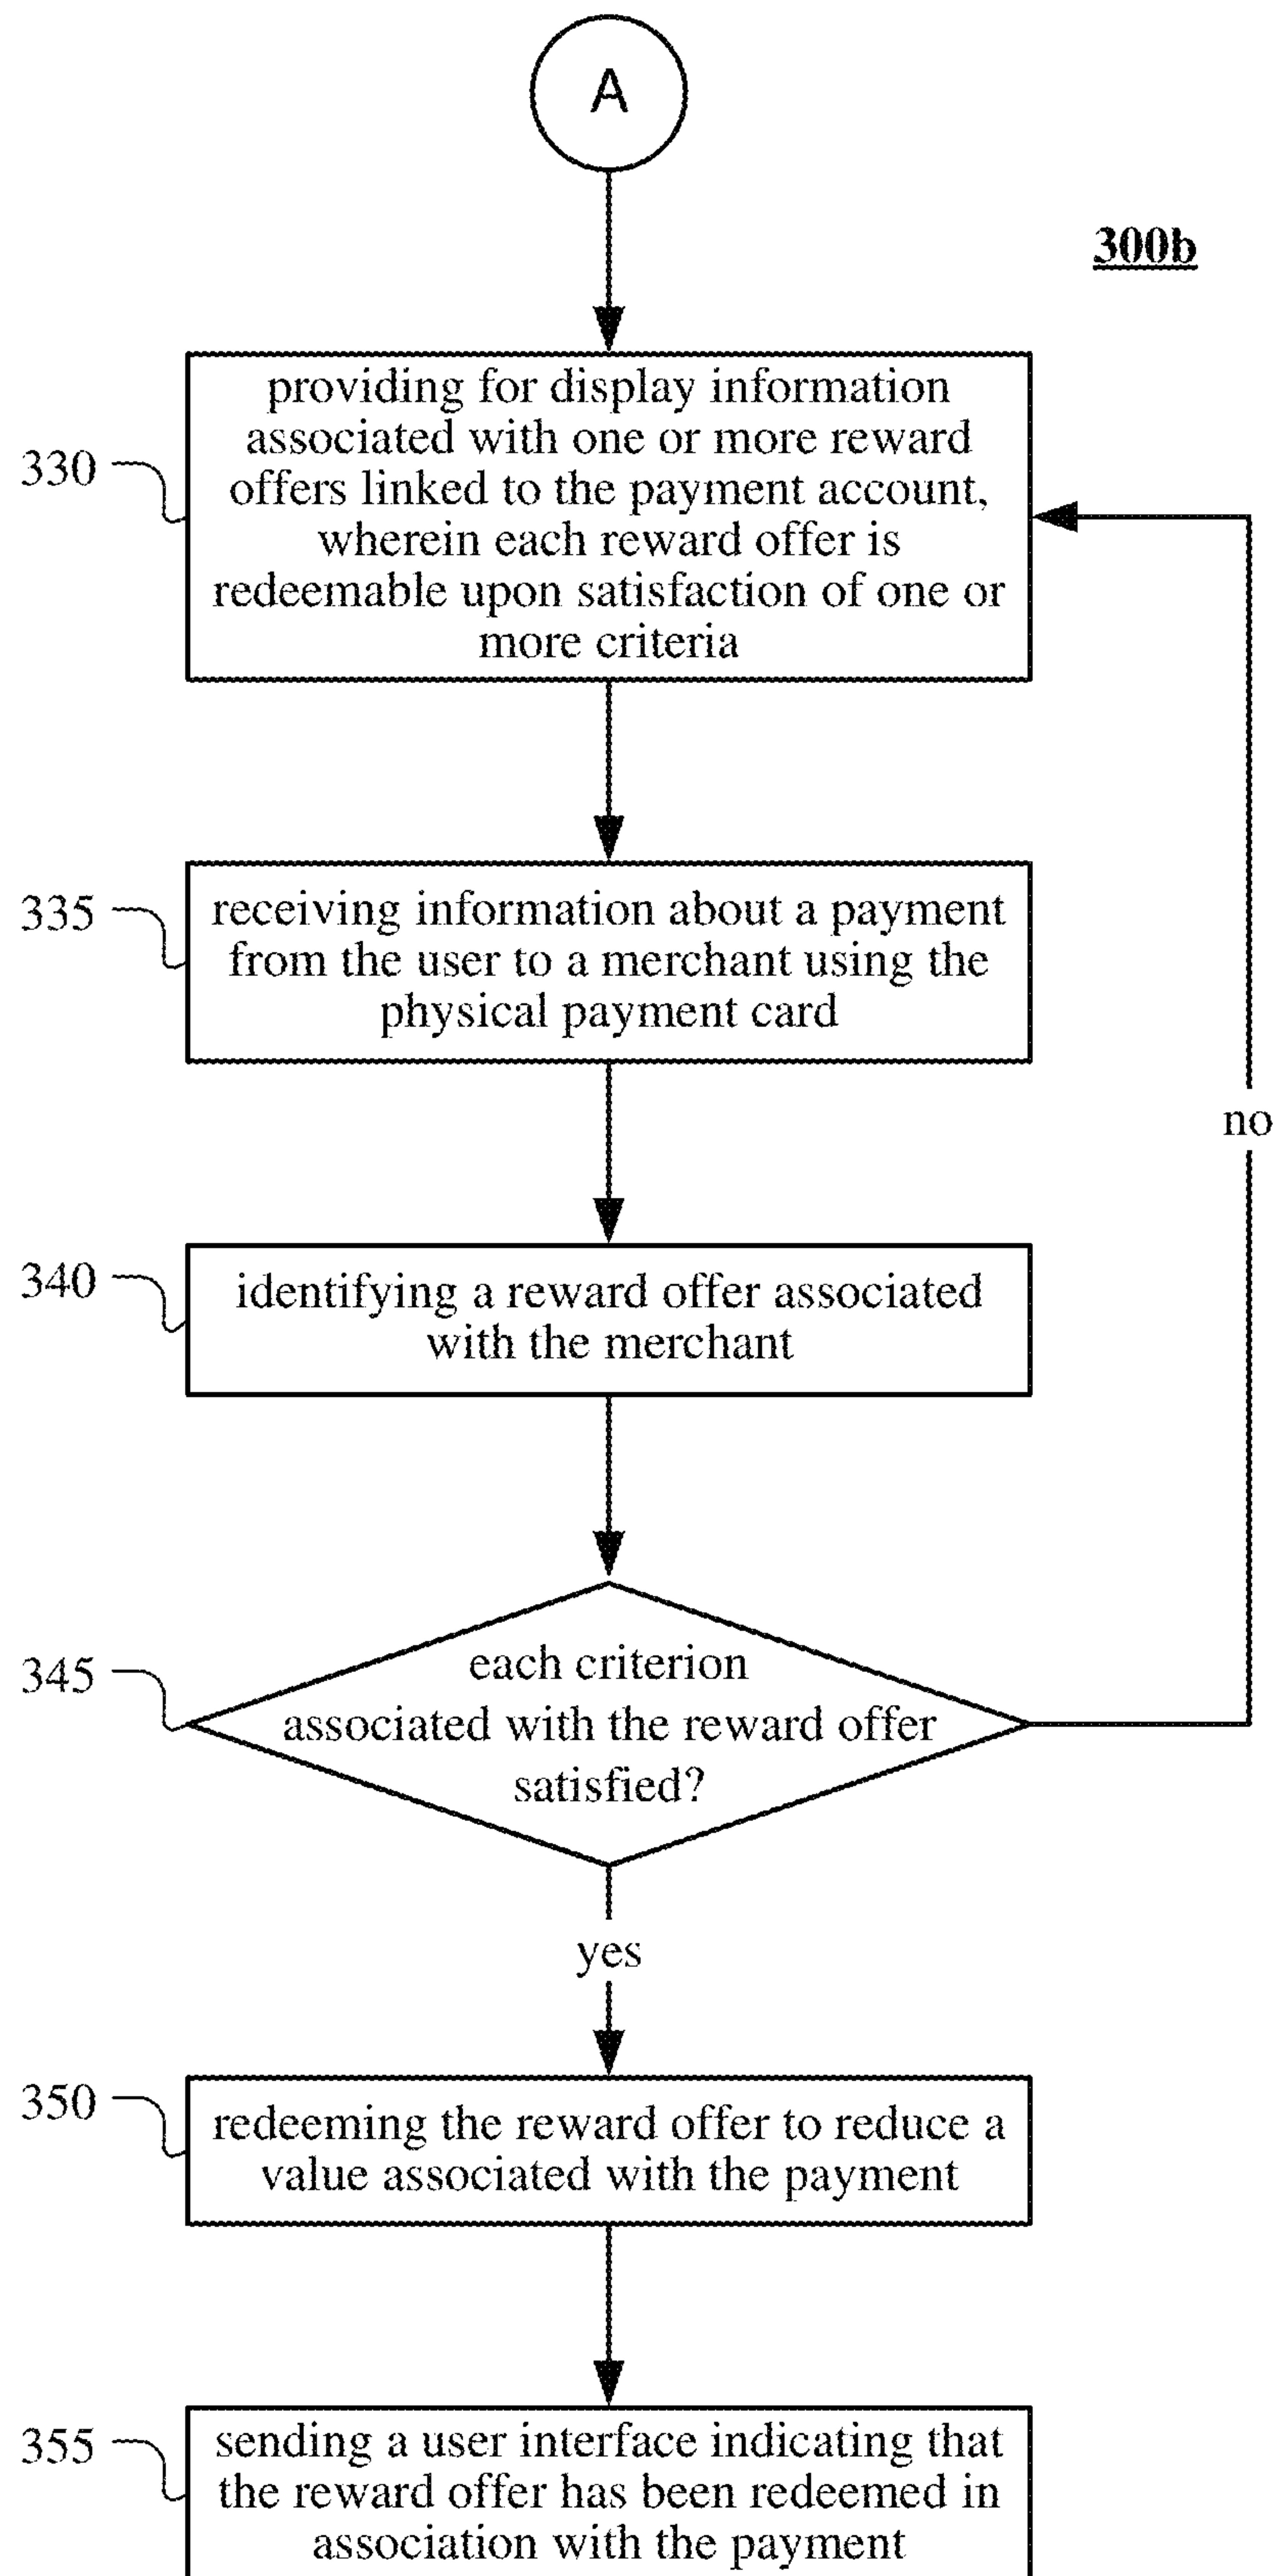 A
300b
330
providing for display information
associated with one or more reward
offers linked to the payment account,
wherein each reward offer is
redeemable upon satisfaction of one or
more criteria
335
receiving information about a payment
from the user to a merchant using the
physical payment card
no
340
identifying a reward offer associated
with the merchant
345
each criterion
associated with the reward offer
satisfied?
yes
350
redeeming the reward offer to reduce a
value associated with the payment
355
sending a user interface indicating that
the reward offer has been redeemed in
association with the payment